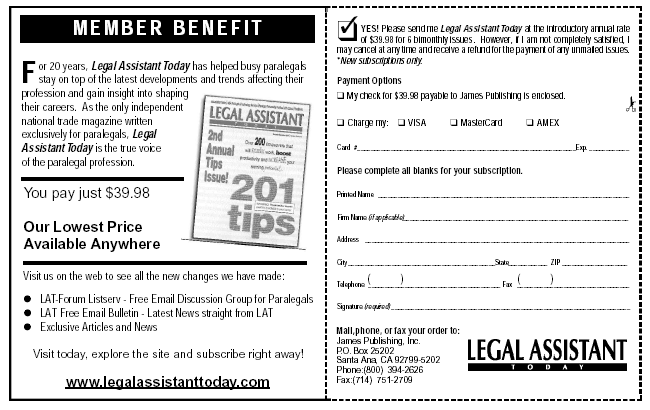 MEMBER BENEFIT
For 20 years, Legal Assistant Today has helped busy paralegals
stay on top of the latest developments and trends affecting their
profession and gain insight into shaping
their careers. As the only independent
national trade magazine written
exclusively for paralegals, Legal
Assistant Today is the true voice
of the paralegal profession.
LEGAL ASSISTANT
TODAY
2nd
Annual
Tips
Issue!
Over 200
boost
productivity and
201
tips
You pay just $39.98
Our Lowest Price
Available Anywhere
Visit us on the web to see all the new changes we have made:
● LAT-Forum Listserv - Free Email Discussion Group for Paralegals
● LAT Free Email Bulletin - Latest News straight from LAT
● Exclusive Articles and News
Visit today, explore the site and subscribe right away!
www.legalassistanttoday.com
YES! Please send me Legal Assistant Today at the introductory annual rate
of $39.98 for 6 bimonthly issues. However, if I am not completely satisfied, I
may cancel at any time and receive a refund for the payment of any unmailed issues.
*New subscriptions only.
Payment Options
❑ My check for $39.98 payable to James Publishing is enclosed.
❑ Charge my: ❑ VISA ❑ MasterCard ❑ AMEX
Card # Exp.
Please complete all blanks for your subscription.
Printed Name
Firm Name (if applicable)
Address
City State ZIP
Telephone ( ) Fax ( )
Signature (required)
Mail, phone, or fax your order to:
James Publishing, Inc.
P.O. Box 25202
Santa Ana, CA 92799-5202
Phone:(800) 394-2626
Fax:(714) 751-2709
LEGAL ASSISTANT
TODAY